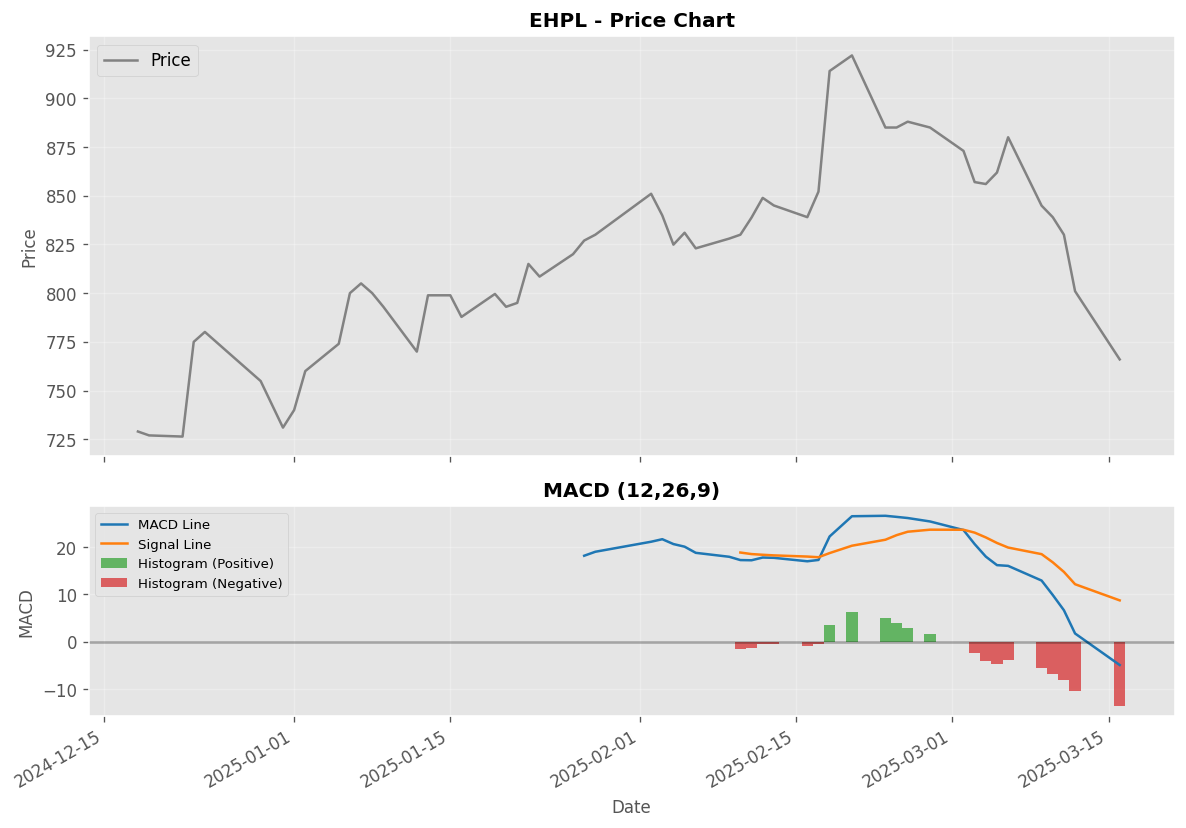 EHPL - Price Chart
Price
925
900
875
850
825
800
775
750
725
Price
MACD (12,26,9)
MACD Line
Signal Line
Histogram (Positive)
Histogram (Negative)
20
10
0
−10
MACD
2024-12-15
2025-01-01
2025-01-15
2025-02-01
2025-02-15
2025-03-01
2025-03-15
Date